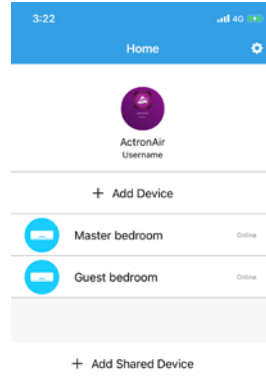 3:22
4G
Home
ActronAir
Username
+ Add Device
Master bedroom
Online
Guest bedroom
Online
+ Add Shared Device